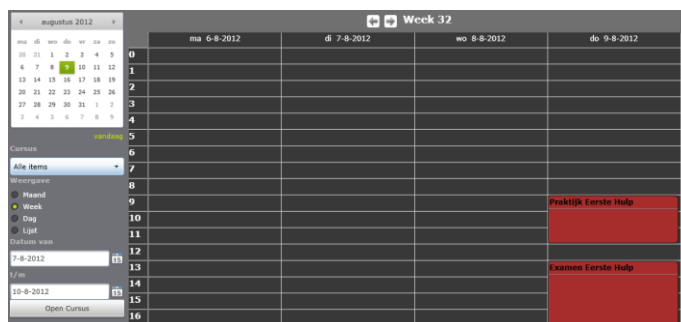 augustus 2012
ma di wo do vr za zo
30 31 1 2 3 4 5
6 7 8 9 10 11 12
13 14 15 16 17 18 19
20 21 22 23 24 25 26
27 28 29 30 31 1 2
3 4 5 6 7 8 9
vandaag
Cursus
Alle items
Weergave
Maand
Week
Dag
Lijst
Datum van
7-8-2012
15
t/m
10-8-2012
15
Open Cursus
Week 32
ma 6-8-2012 di 7-8-2012 wo 8-8-2012 do 9-8-2012
0
1
2
3
4
5
6
7
8
9 Praktijk Eerste Hulp
10
11
12
13 Examen Eerste Hulp
14
15
16